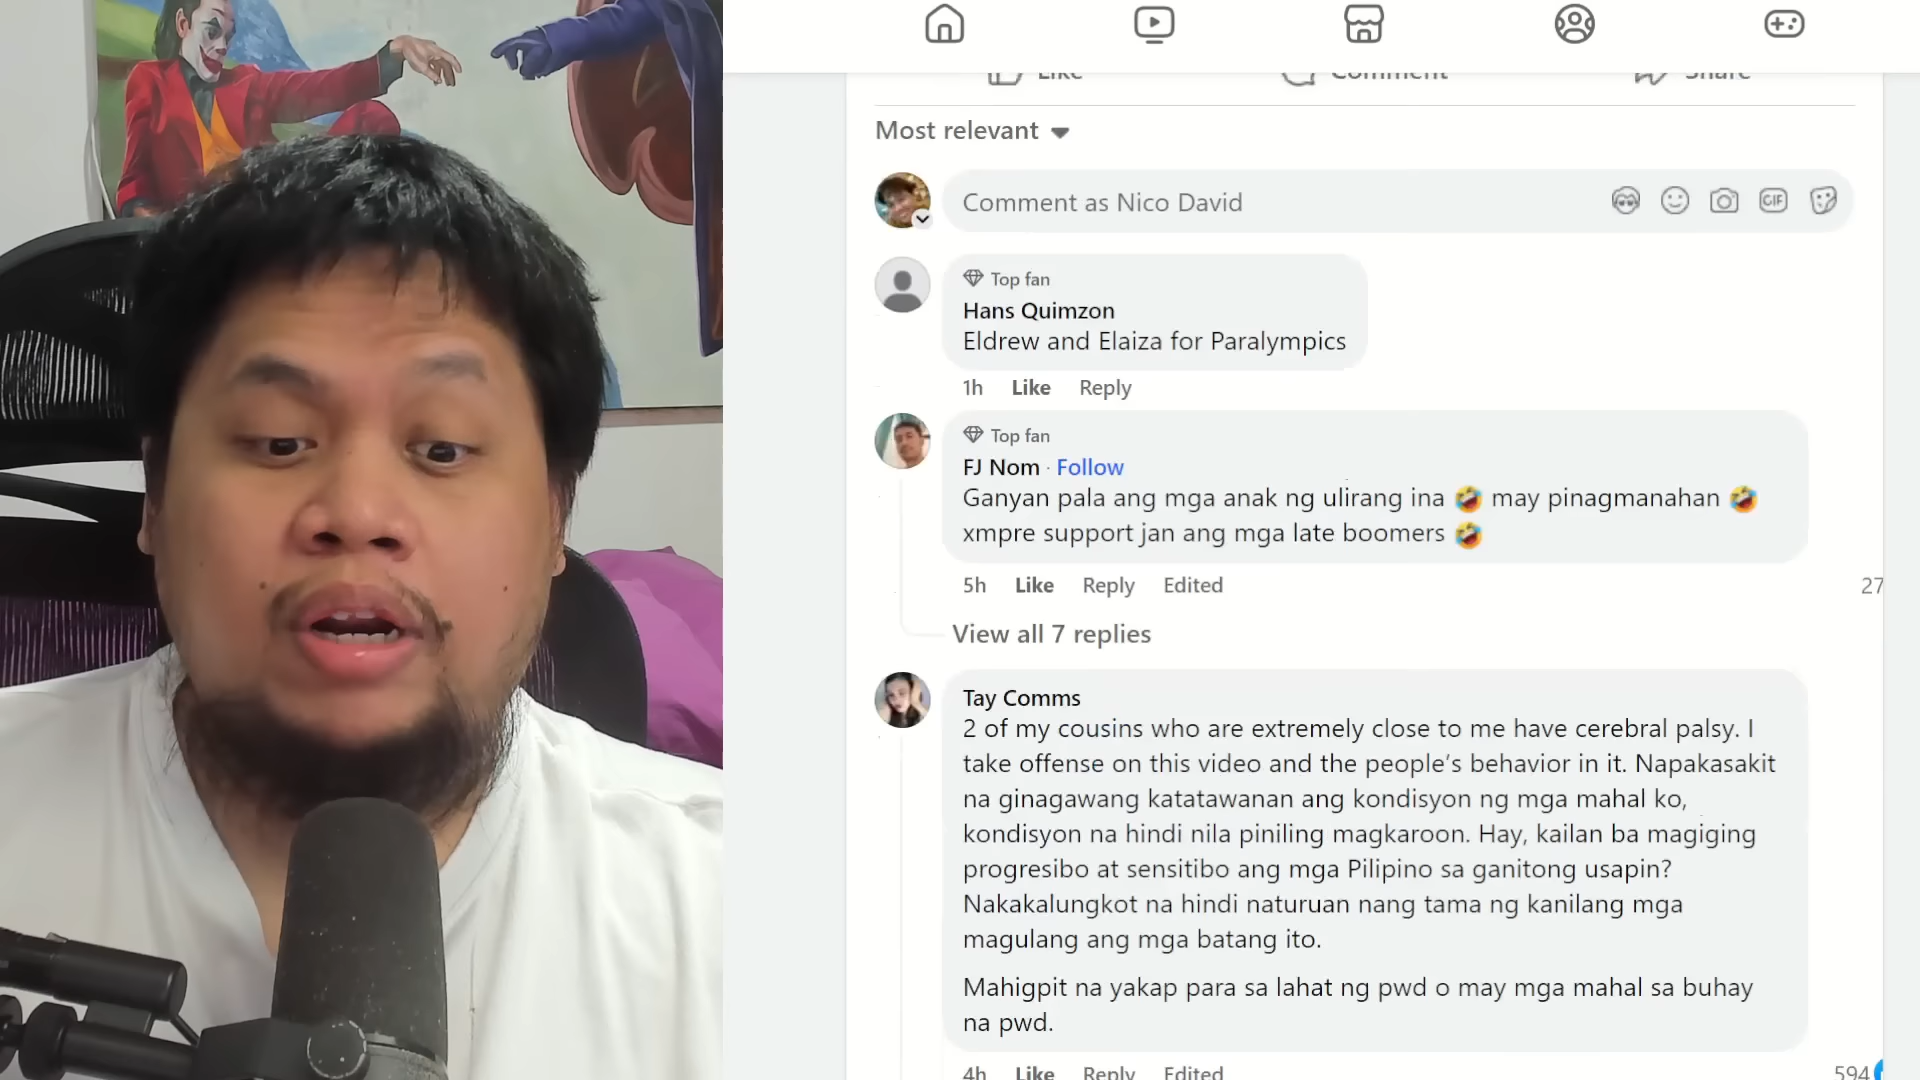 Like Comment Share
Most relevant
Comment as Nico David
GIF
Top fan
Hans Quimzon
Eldrew and Elaiza for Paralympics
1h Like Reply
Top fan
FJ Nom · Follow
Ganyan pala ang mga anak ng ulirang ina 🤣 may pinagmanahan 🤣
xmpre support jan ang mga late boomers 🤣
5h Like Reply Edited
27
View all 7 replies
Tay Comms
2 of my cousins who are extremely close to me have cerebral palsy. I
take offense on this video and the people's behavior in it. Napakasakit
na ginagawang katatawanan ang kondisyon ng mga mahal ko,
kondisyon na hindi nila piniling magkaroon. Hay, kailan ba magiging
progresibo at sensitibo ang mga Pilipino sa ganitong usapin?
Nakakalungkot na hindi naturuan nang tama ng kanilang mga
magulang ang mga batang ito.
Mahigpit na yakap para sa lahat ng pwd o may mga mahal sa buhay
na pwd.
4h Like Reply Edited
594